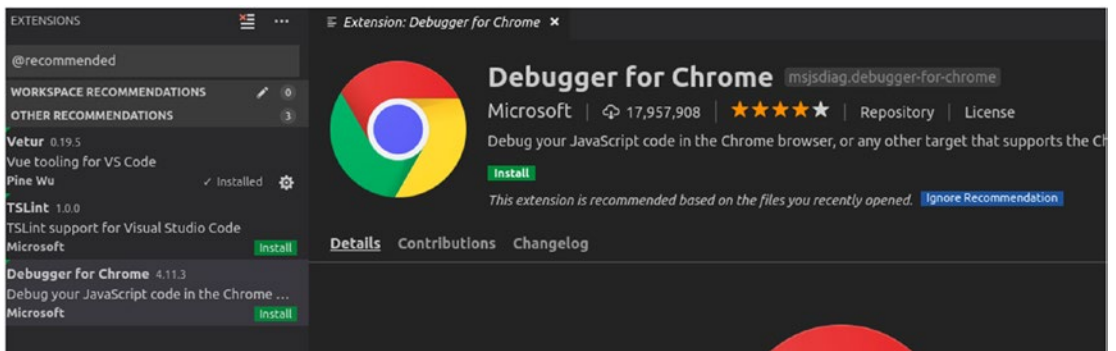 EXTENSIONS
@recommended
WORKSPACE RECOMMENDATIONS 0
OTHER RECOMMENDATIONS 3
Vetur 0.19.5
Vue tooling for VS Code
Pine Wu ✓ Installed
TSLint 1.0.0
TSLint support for Visual Studio Code
Microsoft Install
Debugger for Chrome 4.11.3
Debug your JavaScript code in the Chrome ...
Microsoft Install
Extension: Debugger for Chrome ×
Debugger for Chrome msjsdiag.debugger-for-chrome
Microsoft | 17,957,908 | ★★★★★ | Repository | License
Debug your JavaScript code in the Chrome browser, or any other target that supports the Ch
Install
This extension is recommended based on the files you recently opened. Ignore Recommendation
Details Contributions Changelog